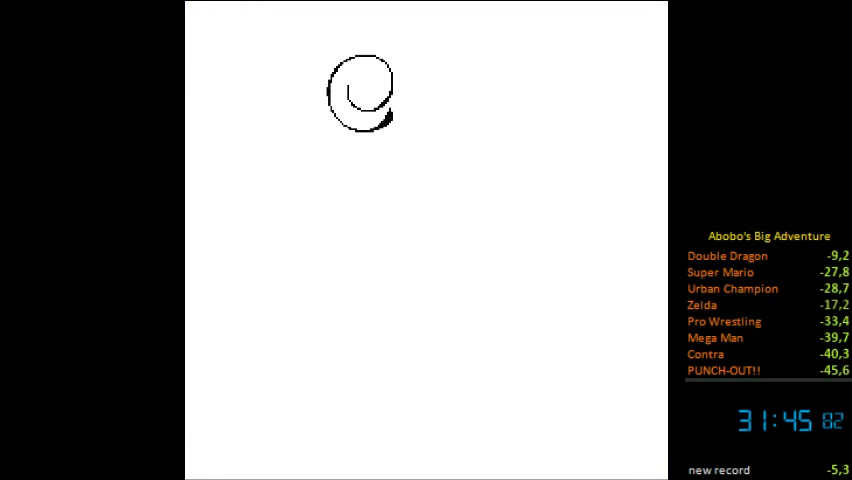 Abobo's Big Adventure
Double Dragon -9,2
Super Mario -27,8
Urban Champion -28,7
Zelda -17,2
Pro Wrestling -33,4
Mega Man -39,7
Contra -40,3
PUNCH-OUT!! -45,6
31:45 82
new record -5,3